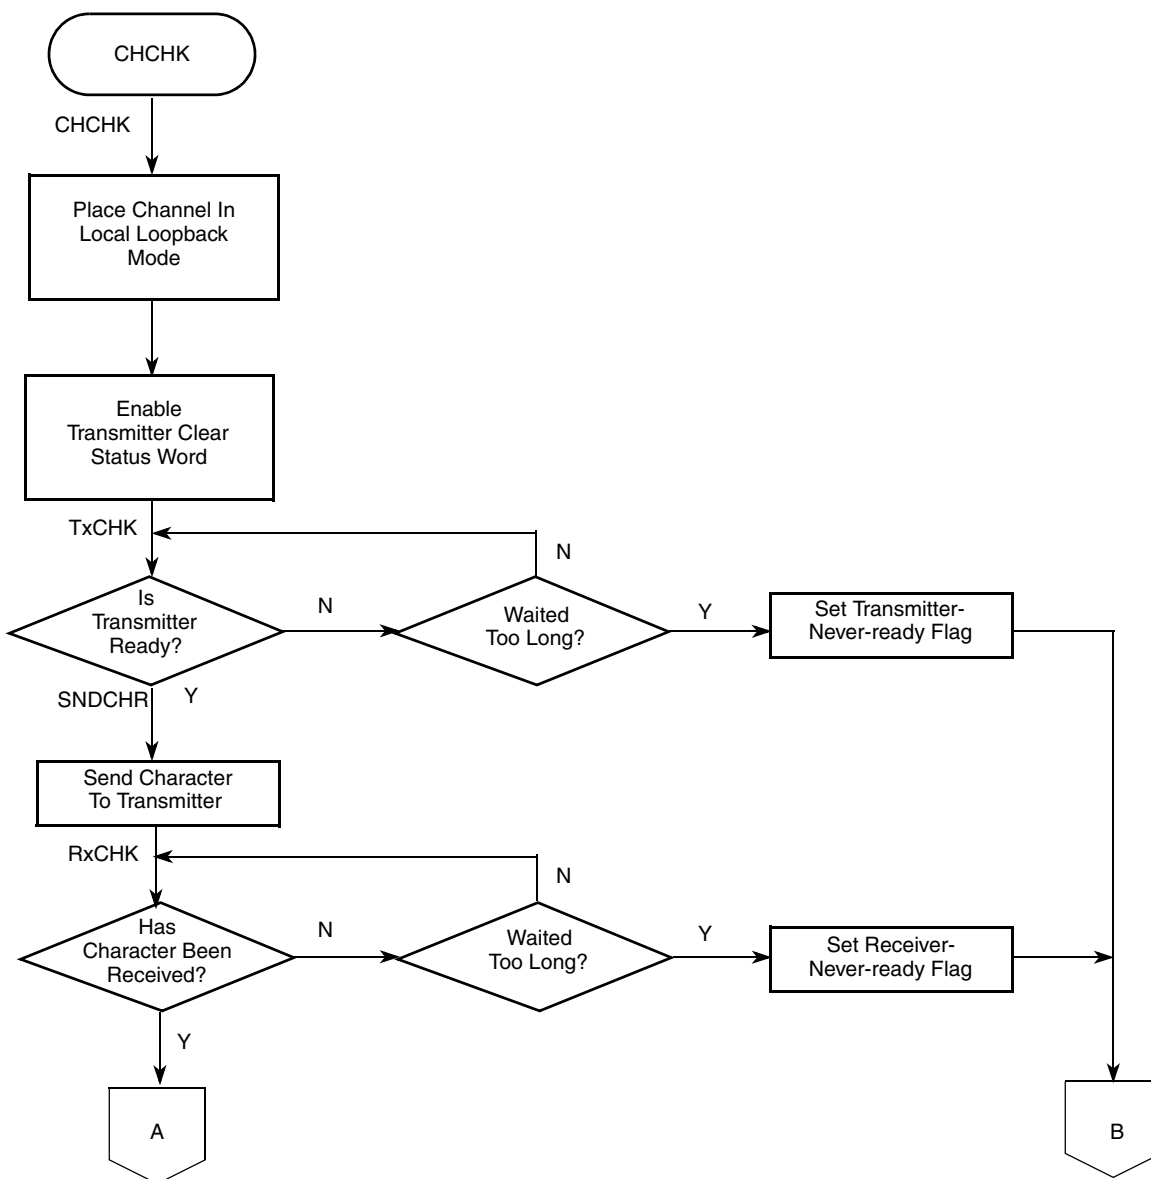 CHCHK
CHCHK
Place Channel In
Local Loopback
Mode
Enable
Transmitter Clear
Status Word
TxCHK
N
Is
Transmitter
Ready?
N
Waited
Too Long?
Y
Set Transmitter-
Never-ready Flag
SNDCHR
Y
Send Character
To Transmitter
RxCHK
N
Has
Character Been
Received?
N
Waited
Too Long?
Y
Set Receiver-
Never-ready Flag
Y
A
B